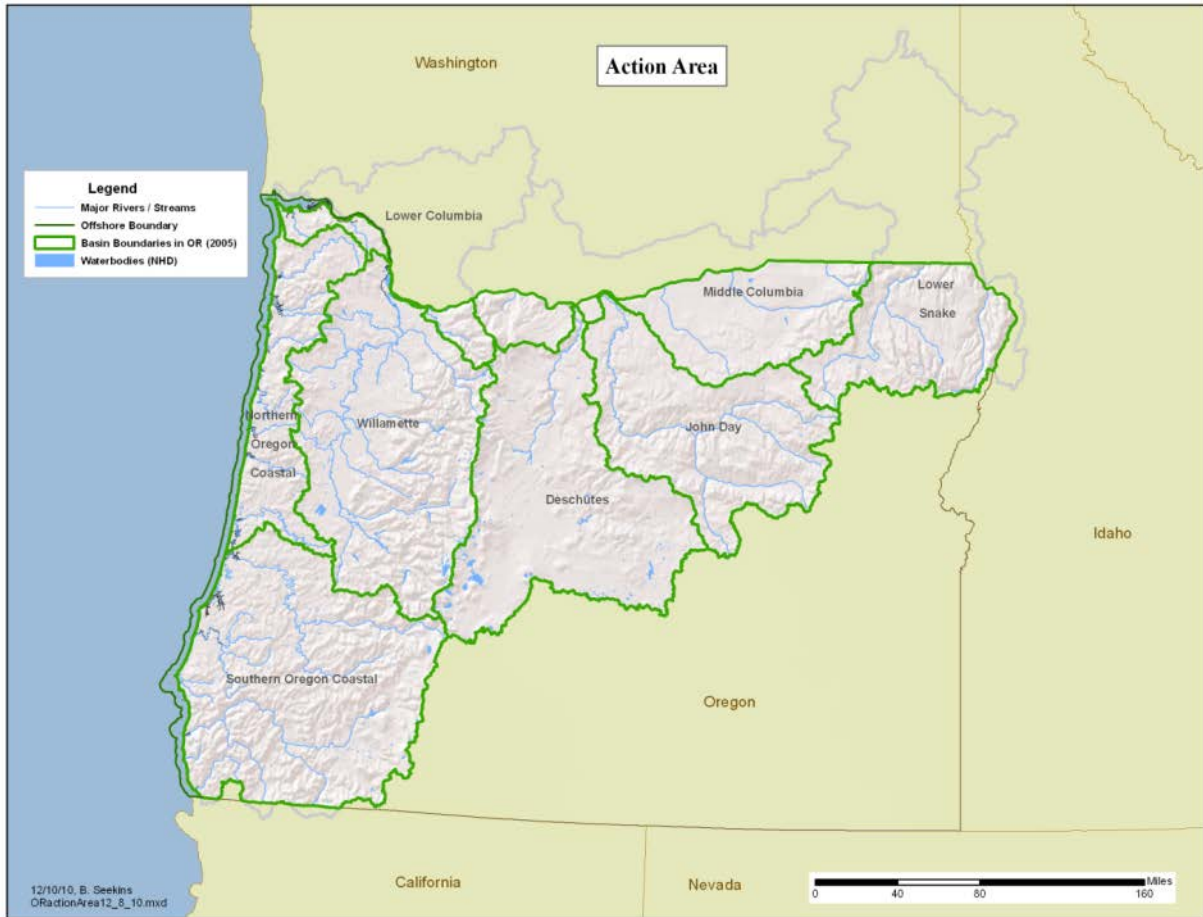 Action Area
Washington
Legend
Major Rivers / Streams
Offshore Boundary
Basin Boundaries in OR (2005)
Waterbodies (NHD)
Lower Columbia
Middle Columbia
Lower
Snake
Northern
Oregon
Coastal
Willamette
John Day
Deschutes
Idaho
Southern Oregon Coastal
Oregon
California
Nevada
12/10/10, B. Seekins
ORactionArea12_8_10.mxd
Miles
0 40 80 160